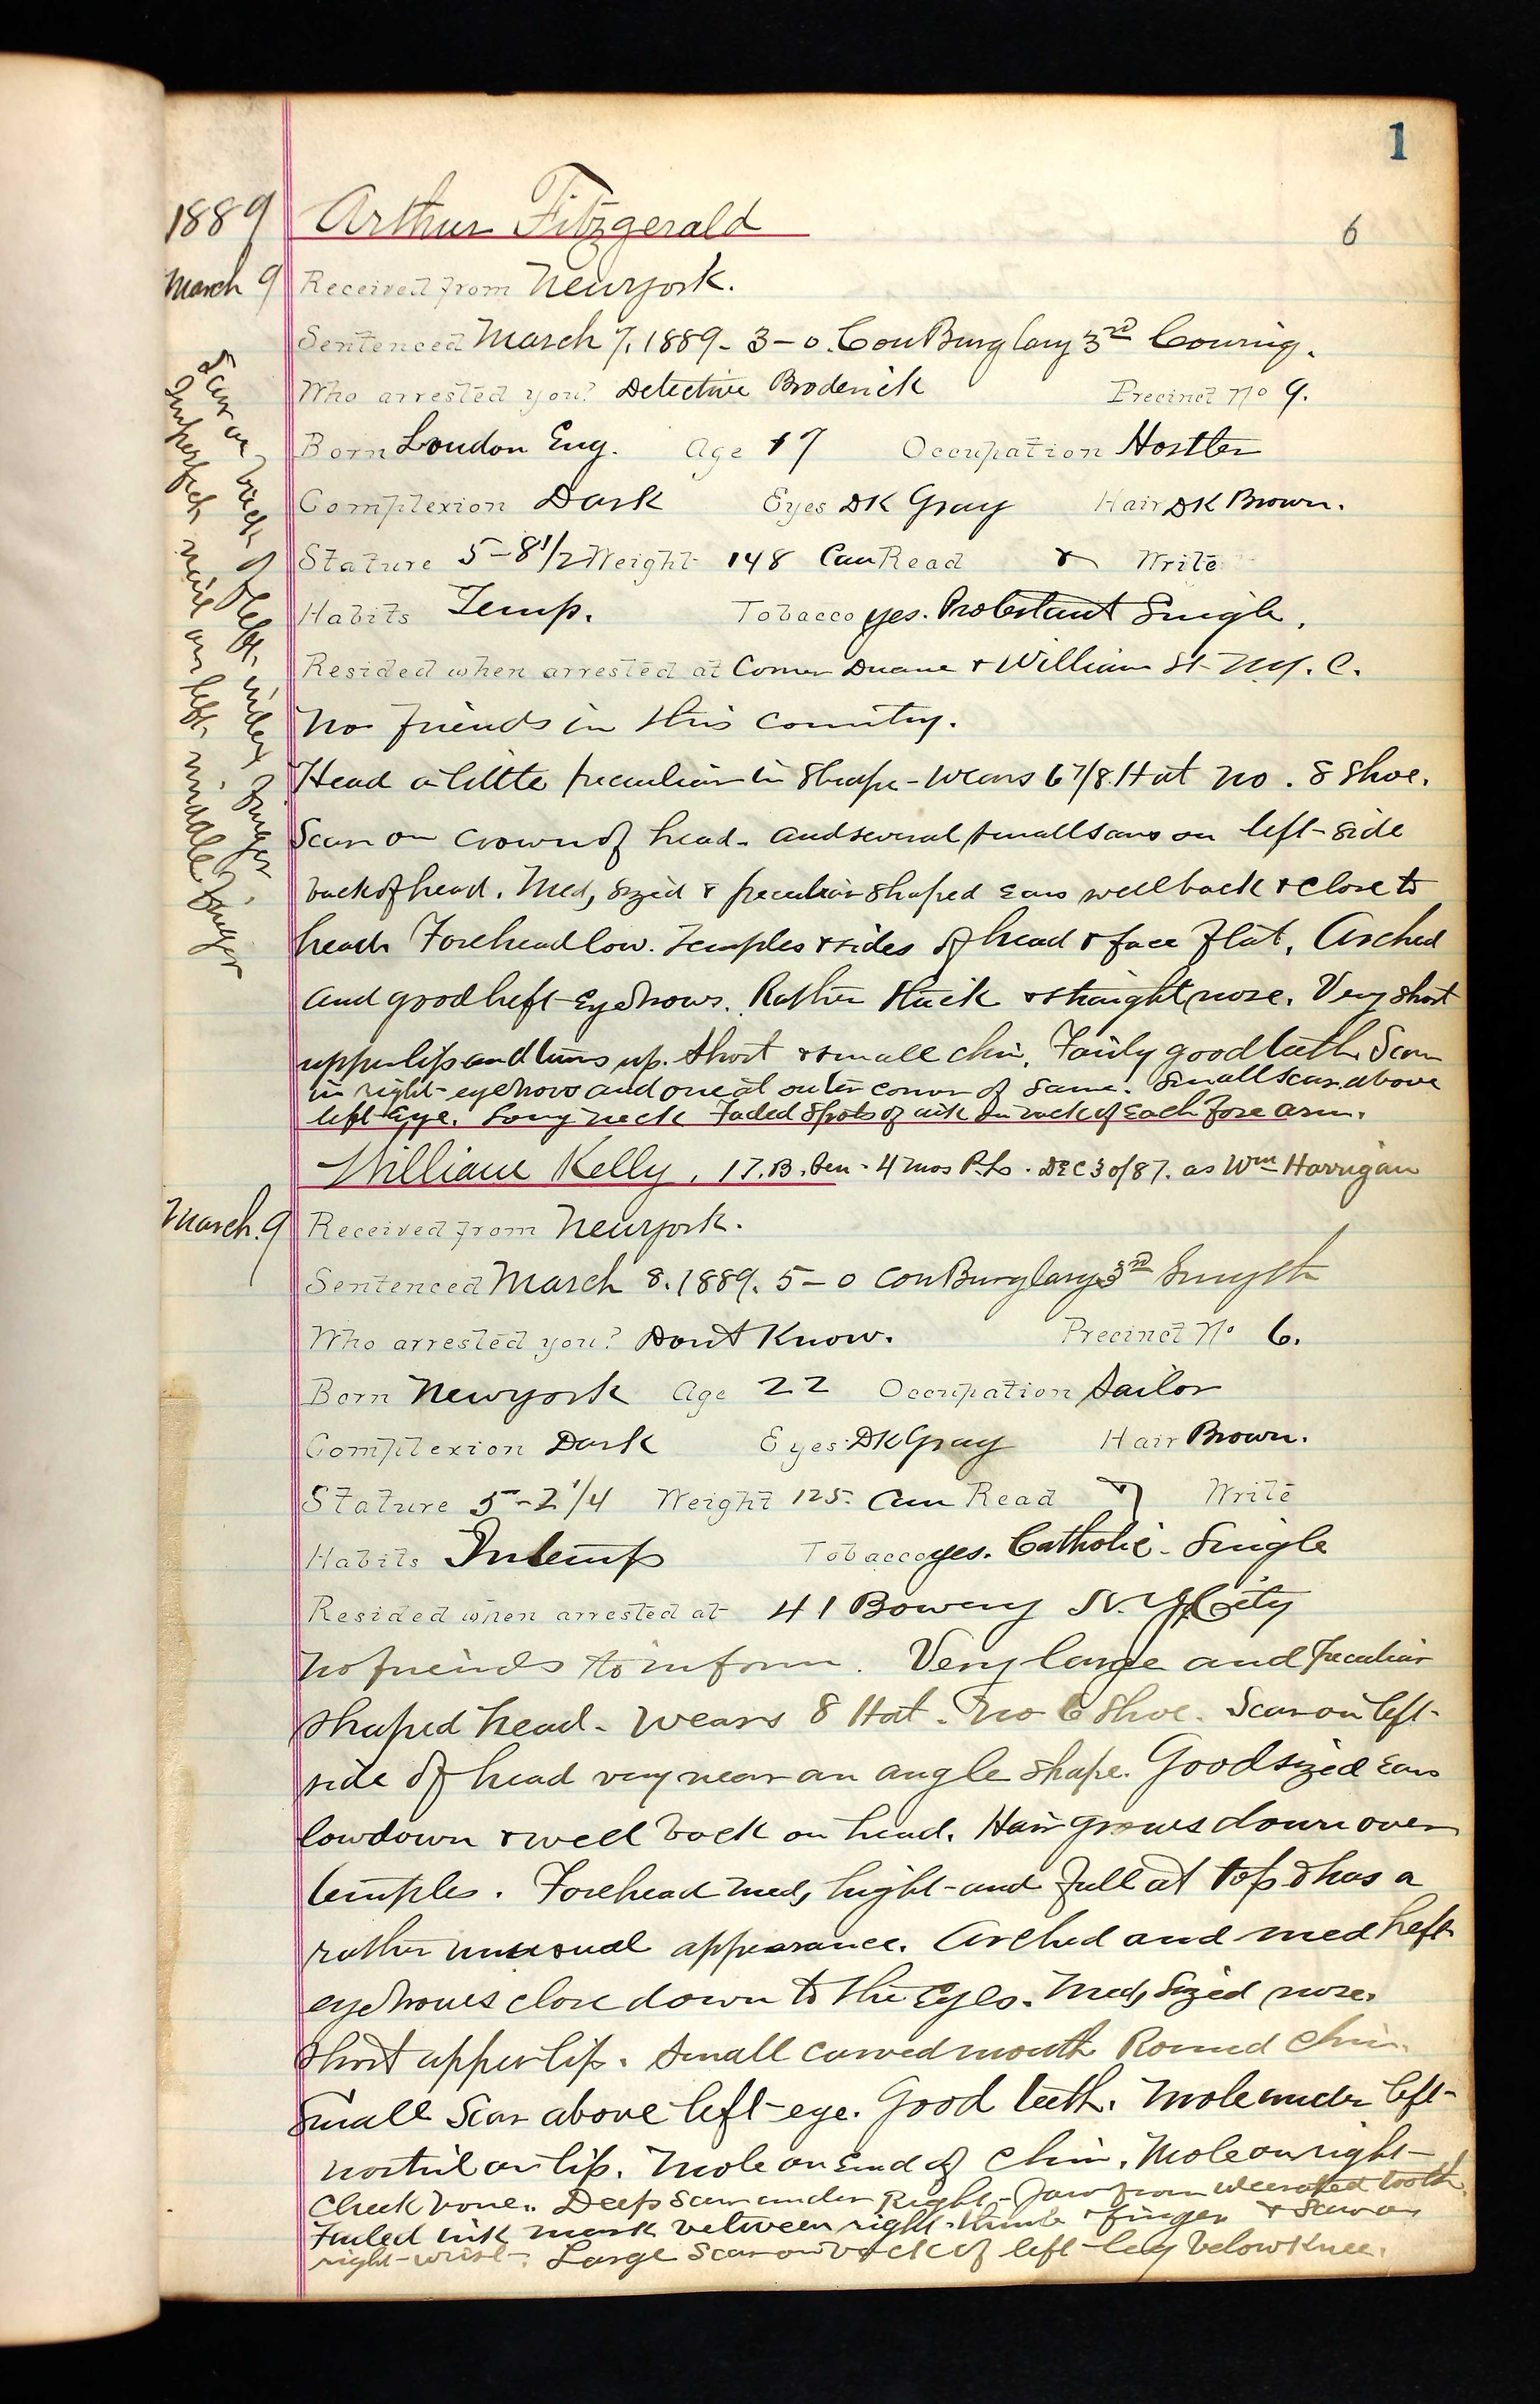 1
6
1889 Arthur Fitzgerald
March 9 Received from Newyork.
Sentenced March 7, 1889. 3-0. Con Burglary 3rd Cowing.
Who arrested you? Detective Broderick Precinct No 9.
Born London Eng. Age 17 Occupation Hostler
Complexion Dark Eyes DK Gray Hair DK Brown.
Stature 5-8 1/2 Weight 148 Can Read & Write
Habits Temp. Tobacco yes. Protestant Single.
Resided when arrested at Corner Duane & William St N.Y. C.
No friends in this country.
Head a little peculiar in shape - wears 6 7/8 Hat No. 8 Shoe.
Scar on crown of head. and several small scars on left side
back of head. Med, sized & peculiar shaped ears well back & close to
head. Forehead low. Temples & sides of head & face flat. Arched
and good heft Eyebrows. Rather thick & straight nose. Very short
upper lip and turns up. Short & small chin. Fairly good teeth. Scar
in right eyebrow and one at outer corner of same. Small scar above
left Eye. Long neck Faded Spots of ink on back of each fore arm.
Scar on back of left index finger.
Imperfect nail on left middle finger
William Kelly, 17. B. Gen. 4 mos P.L. DEC 30/87. as Wm Harrigan
March. 9 Received from Newyork.
Sentenced March 8. 1889. 5-0 Con Burglary 3rd Smyth
Who arrested you? Dont Know. Precinct No 6.
Born Newyork Age 22 Occupation Sailor
Complexion Dark Eyes DK Gray Hair Brown.
Stature 5-2 1/4 Weight 125. Can Read & Write
Habits Intemp Tobacco yes. Catholic. Single
Resided when arrested at 41 Bowery N.Y. City
No friends to inform. Very large and Peculiar
shaped head. Wears 8 Hat. No 6 Shoe. Scar on left
side of head very near an angle shape. Good sized Ears
low down & well back on head. Hair grows down over
temples. Forehead med, hight and full at top & has a
rather unusual appearance. Arched and med heft
eyebrows close down to the Eyes. Med, Sized nose.
Short upper lip. Small curved mouth Round chin.
Small Scar above left eye. Good teeth. Mole under left
nostril on lip. Mole on End of chin. Mole on right
Cheek bone. Deep scar under Right Jaw from ulcerated tooth.
Faded ink mark between right thumb & finger & scar on
right wrist. Large scar on back of left leg below knee.